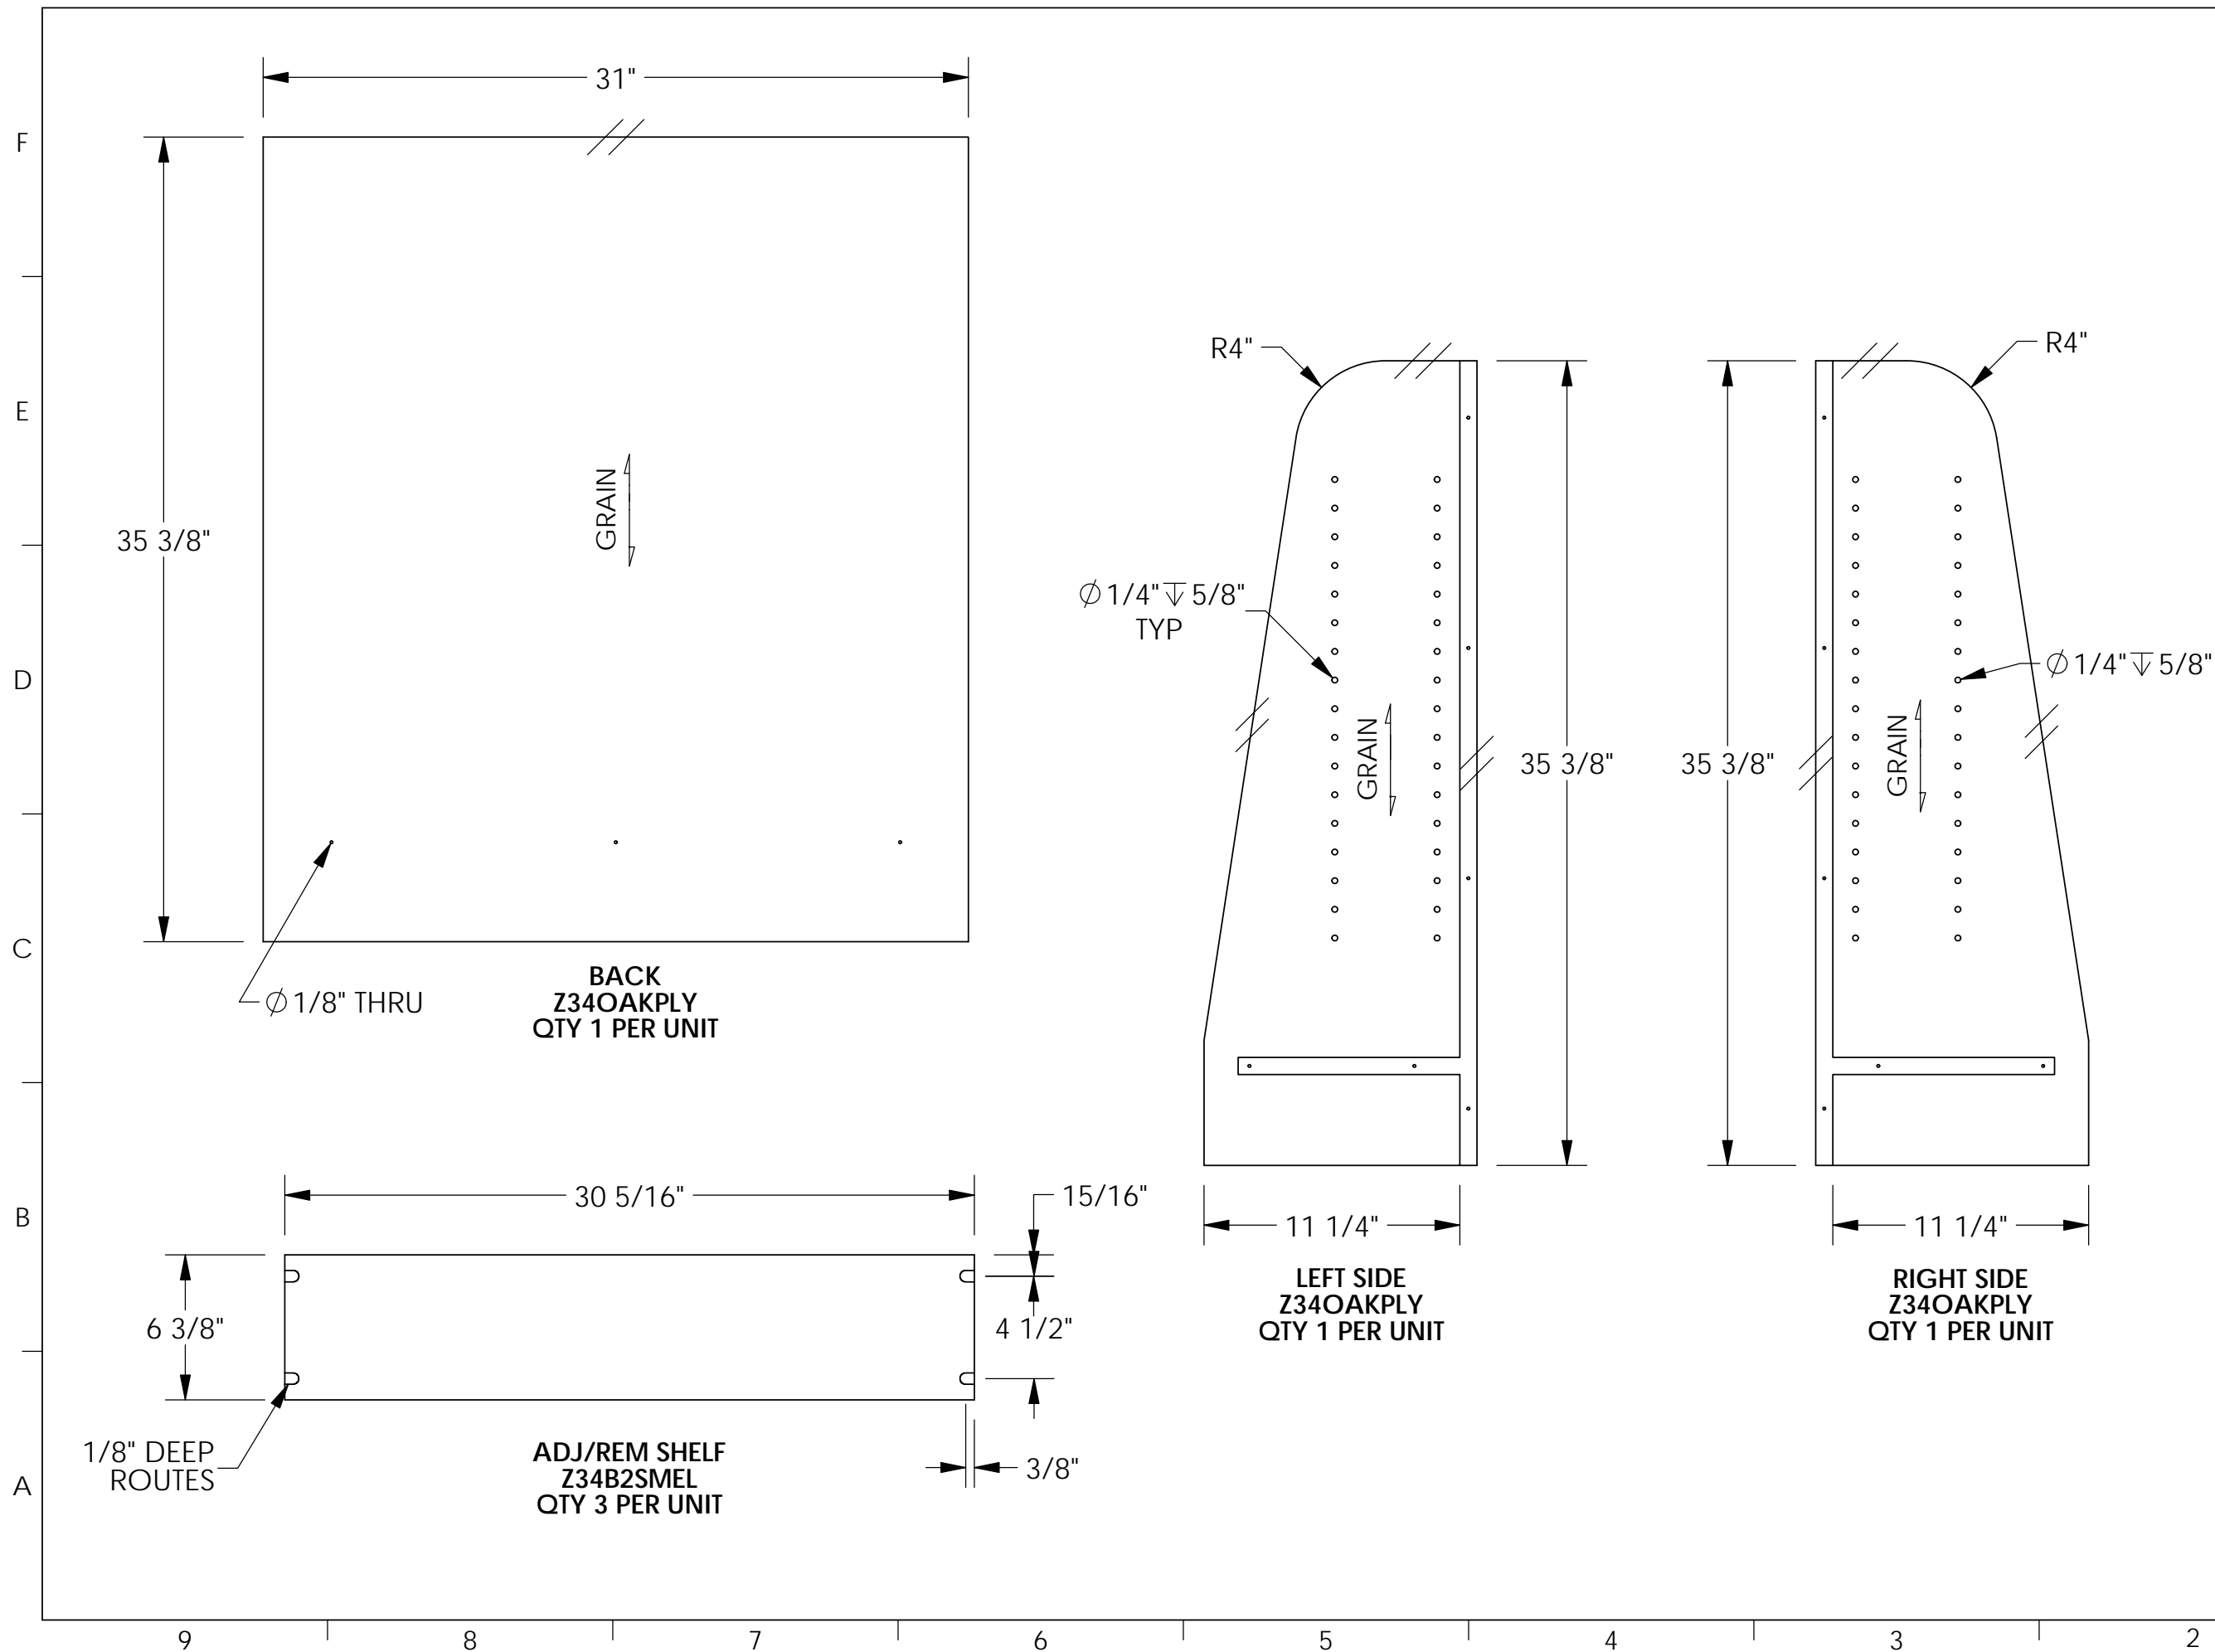 31"
F
35 3/8"
GRAIN
Ø 1/8" THRU
BACK
Z34OAKPLY
QTY 1 PER UNIT
E
D
C
B
A
R4"
Ø 1/4" ↧ 5/8"
TYP
GRAIN
35 3/8"
11 1/4"
LEFT SIDE
Z34OAKPLY
QTY 1 PER UNIT
R4"
Ø 1/4" ↧ 5/8"
35 3/8"
GRAIN
11 1/4"
RIGHT SIDE
Z34OAKPLY
QTY 1 PER UNIT
30 5/16"
15/16"
6 3/8"
4 1/2"
1/8" DEEP
ROUTES
3/8"
ADJ/REM SHELF
Z34B2SMEL
QTY 3 PER UNIT
9 8 7 6 5 4 3 2